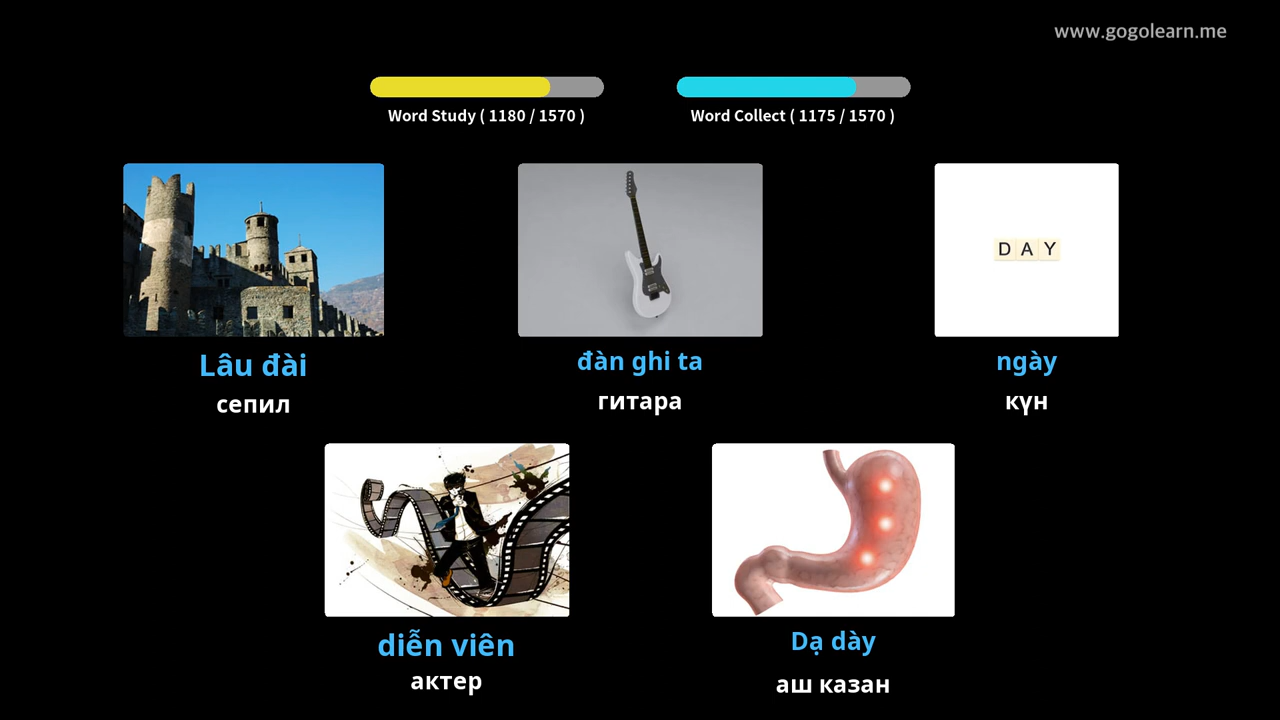 www.gogolearn.me
Word Study ( 1180 / 1570 )
Word Collect ( 1175 / 1570 )
DAY
Lâu đài
сепил
đàn ghi ta
гитара
ngày
күн
diễn viên
актер
Dạ dày
аш казан